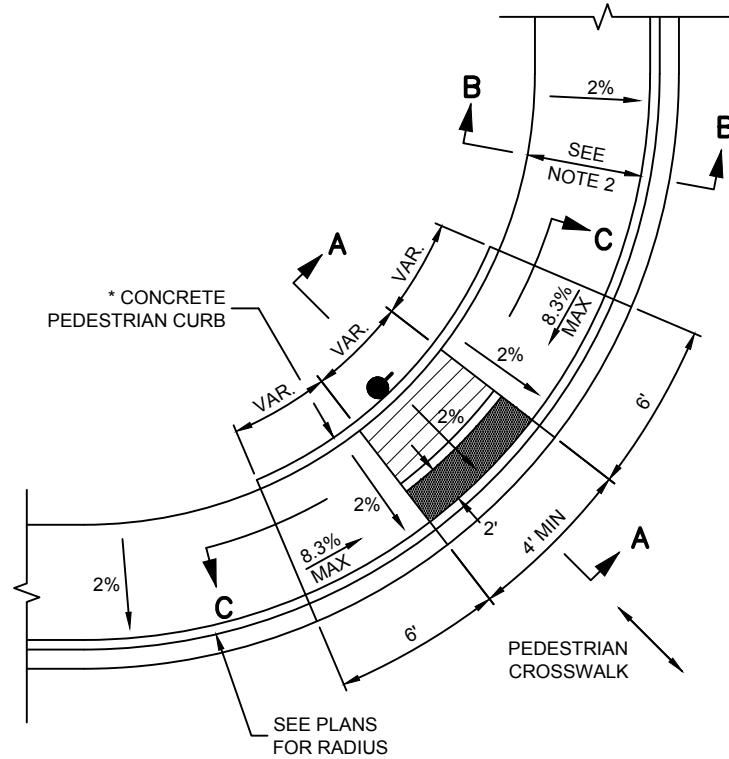 2%
B
B
SEE
NOTE 2
C
A
VAR.
* CONCRETE
PEDESTRIAN CURB
8.3%
MAX
VAR.
2%
VAR.
6'
2%
2%
2'
4' MIN
A
8.3%
MAX
2%
C
6'
PEDESTRIAN
CROSSWALK
SEE PLANS
FOR RADIUS